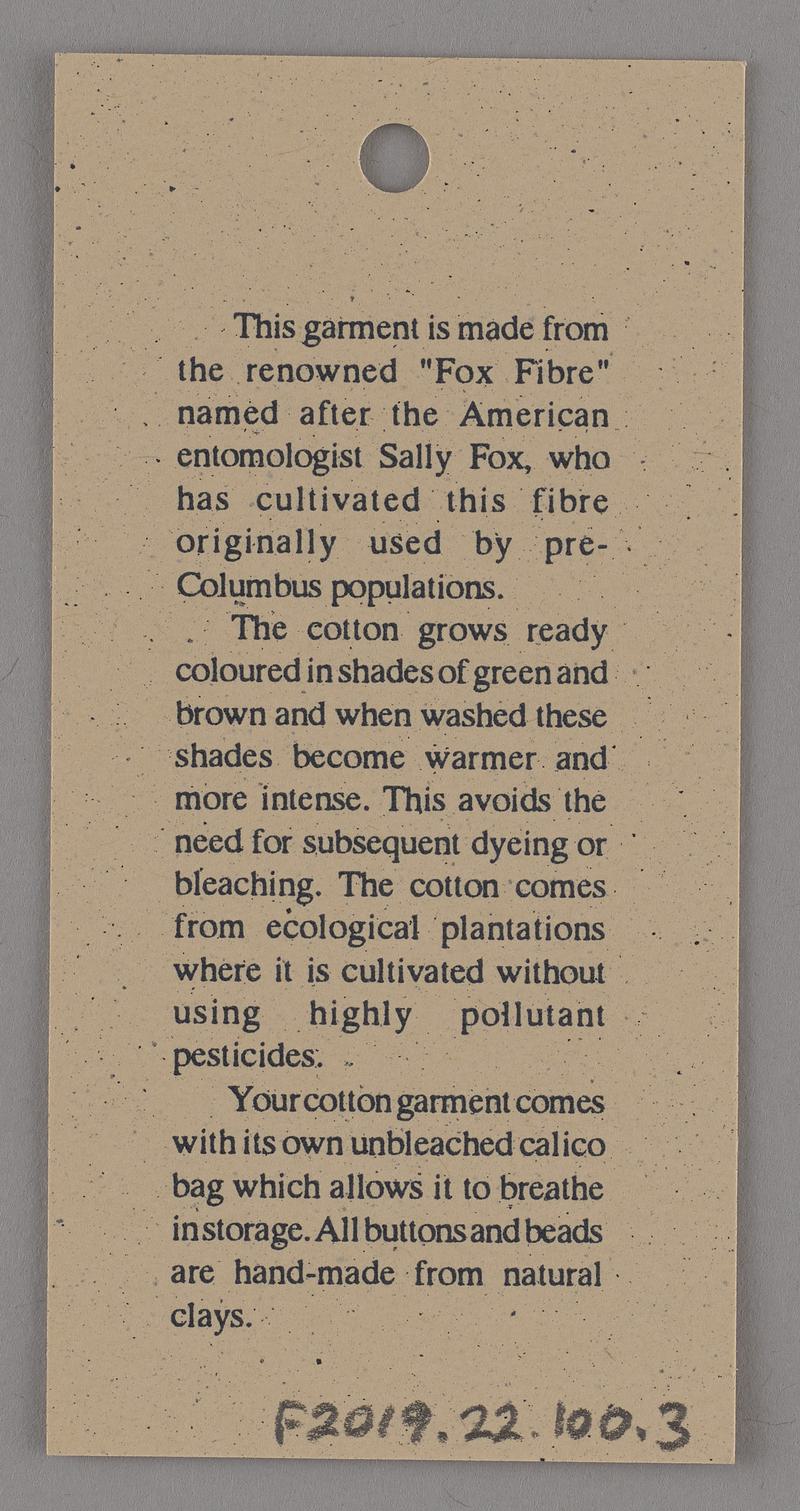 This garment is made from
the renowned "Fox Fibre"
named after the American
entomologist Sally Fox, who
has cultivated this fibre
originally used by pre-
Columbus populations.
The cotton grows ready
coloured in shades of green and
brown and when washed these
shades become warmer and
more intense. This avoids the
need for subsequent dyeing or
bleaching. The cotton comes
from ecological plantations
where it is cultivated without
using highly pollutant
pesticides.
Your cotton garment comes
with its own unbleached calico
bag which allows it to breathe
in storage. All buttons and beads
are hand-made from natural
clays.
F2019.22.100.3